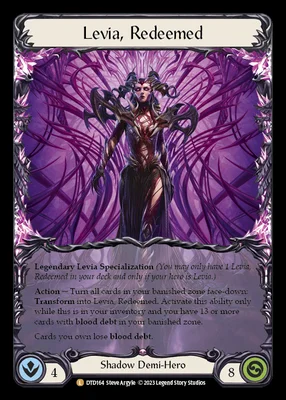 Levia, Redeemed
Legendary Levia Specialization (You may only have 1 Levia,
Redeemed in your deck and only if your hero is Levia.)
Action — Turn all cards in your banished zone face-down.
Transform into Levia, Redeemed. Activate this ability only
while this is in your inventory and you have 13 or more
cards with blood debt in your banished zone.
Cards you own lose blood debt.
4
Shadow Demi-Hero
8
L DTD164 Steve Argyle © 2023 Legend Story Studios